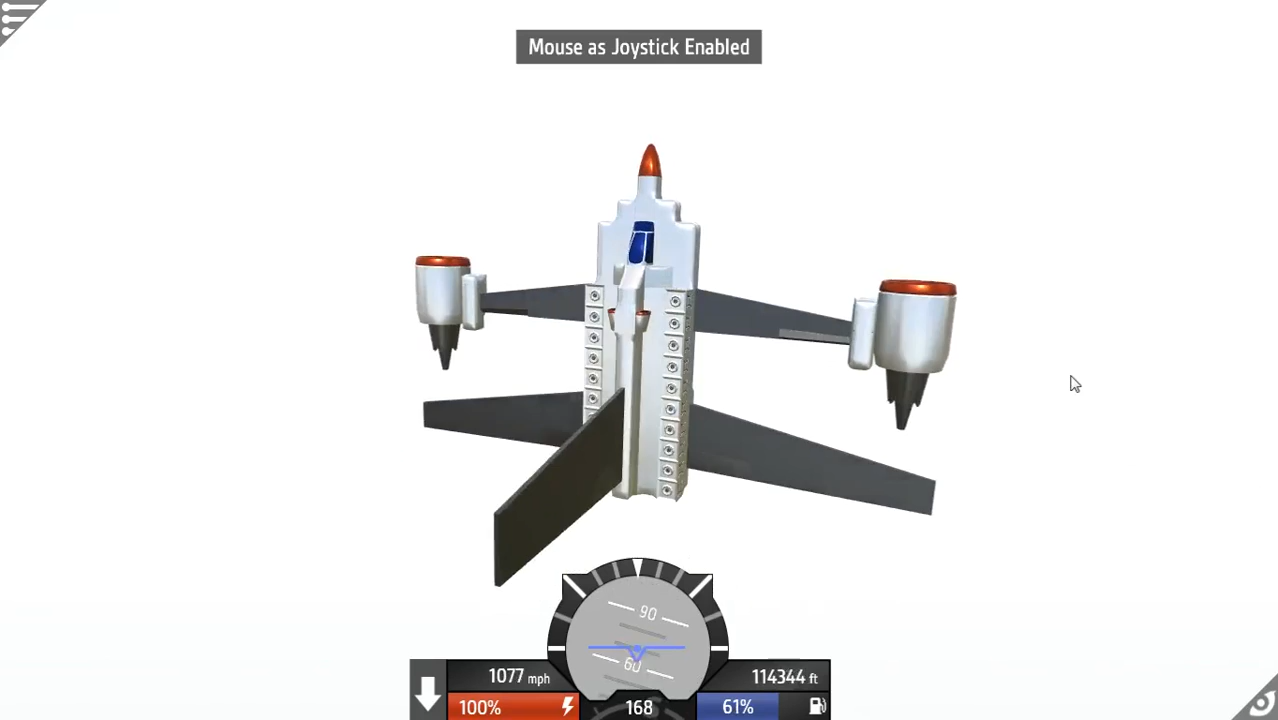 Mouse as Joystick Enabled
90
60
1077 mph
114344 ft
100%
168
61%